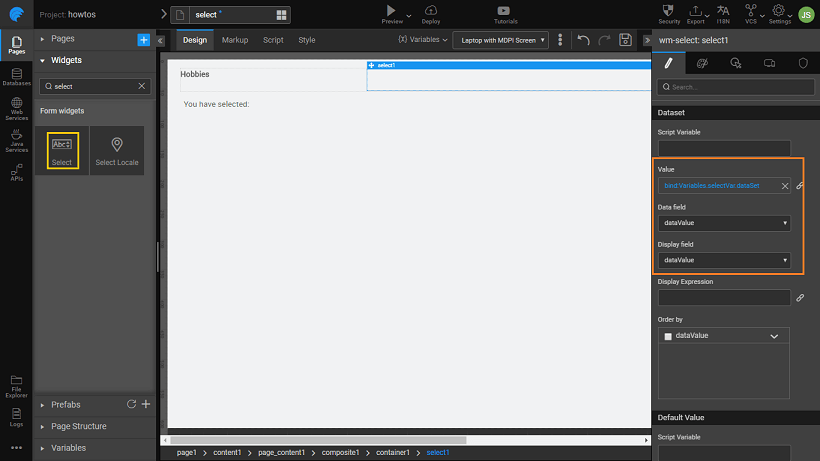 Project: howtos
select *
Preview
Deploy
Tutorials
Security
Export
I18N
VCS
Settings
JS
Pages
Databases
Web Services
Java Services
APIs
File Explorer
Logs
Pages
Widgets
select
Form widgets
Abc
Select
Select Locale
Prefabs
Page Structure
Variables
Design
Markup
Script
Style
(x) Variables
Laptop with MDPI Screen
select1
Hobbies
You have selected:
page1 > content1 > page_content1 > composite1 > container1 > select1
wm-select: select1
Search...
Dataset
Script Variable
Value
bind:Variables.selectVar.dataSet
Data field
dataValue
Display field
dataValue
Display Expression
Order by
dataValue
Default Value
Script Variable